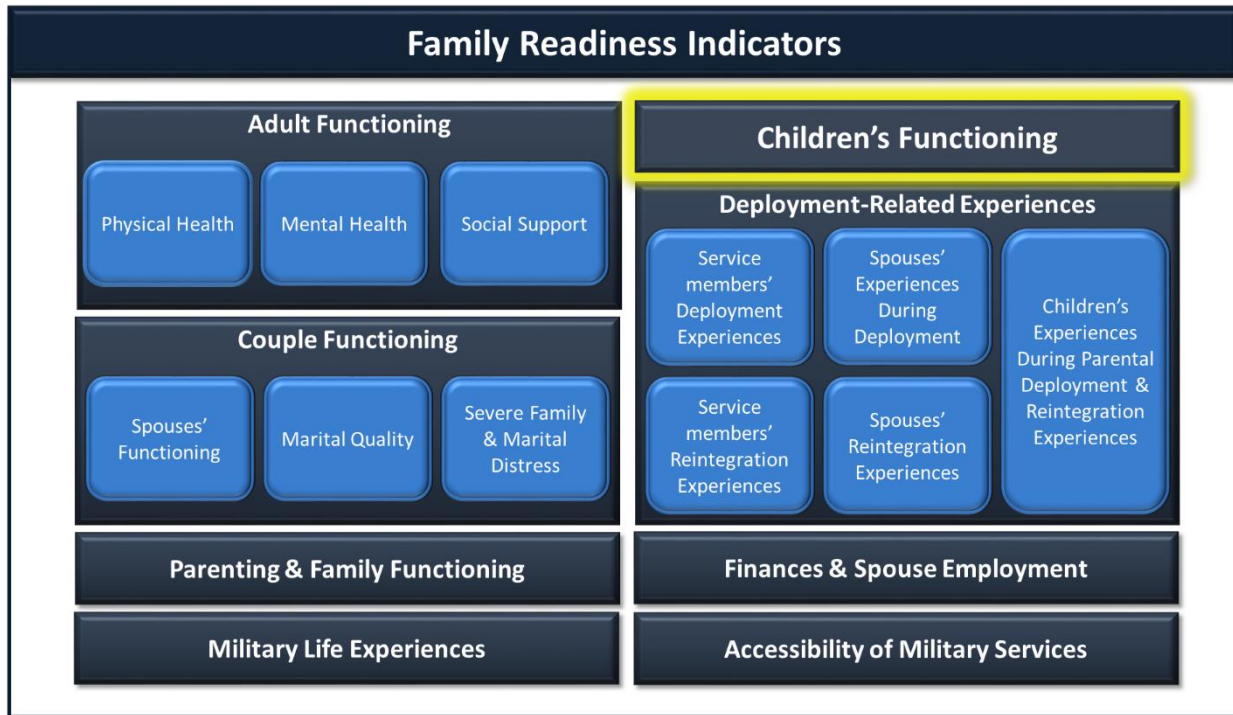 Family Readiness Indicators
Adult Functioning
Physical Health
Mental Health
Social Support
Couple Functioning
Spouses'
Functioning
Marital Quality
Severe Family
& Marital
Distress
Parenting & Family Functioning
Military Life Experiences
Children's Functioning
Deployment-Related Experiences
Service
members'
Deployment
Experiences
Spouses'
Experiences
During
Deployment
Service
members'
Reintegration
Experiences
Spouses'
Reintegration
Experiences
Children's
Experiences
During Parental
Deployment &
Reintegration
Experiences
Finances & Spouse Employment
Accessibility of Military Services